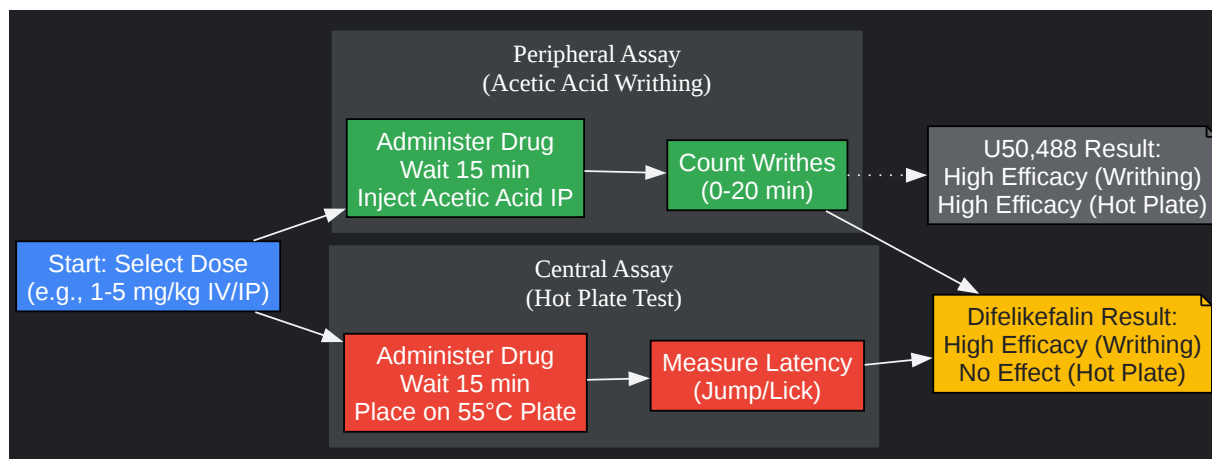 Peripheral Assay
(Acetic Acid Writhing)
Administer Drug
Wait 15 min
Inject Acetic Acid IP
Count Writhes
(0-20 min)
U50,488 Result:
High Efficacy (Writhing)
High Efficacy (Hot Plate)
Start: Select Dose
(e.g., 1-5 mg/kg IV/IP)
Central Assay
(Hot Plate Test)
Administer Drug
Wait 15 min
Place on 55°C Plate
Measure Latency
(Jump/Lick)
Difelikefalin Result:
High Efficacy (Writhing)
No Effect (Hot Plate)